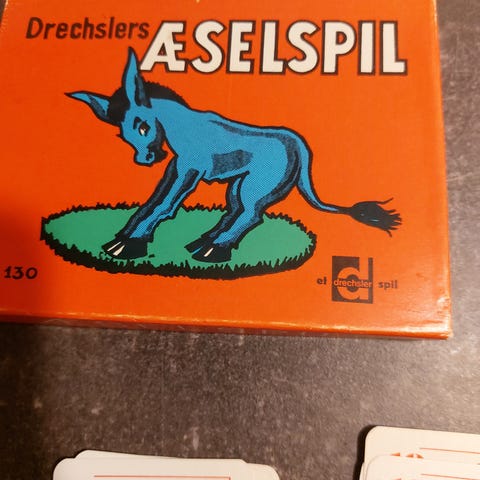 Drechslers
ÆSELSPIL
130
et drechsler spil